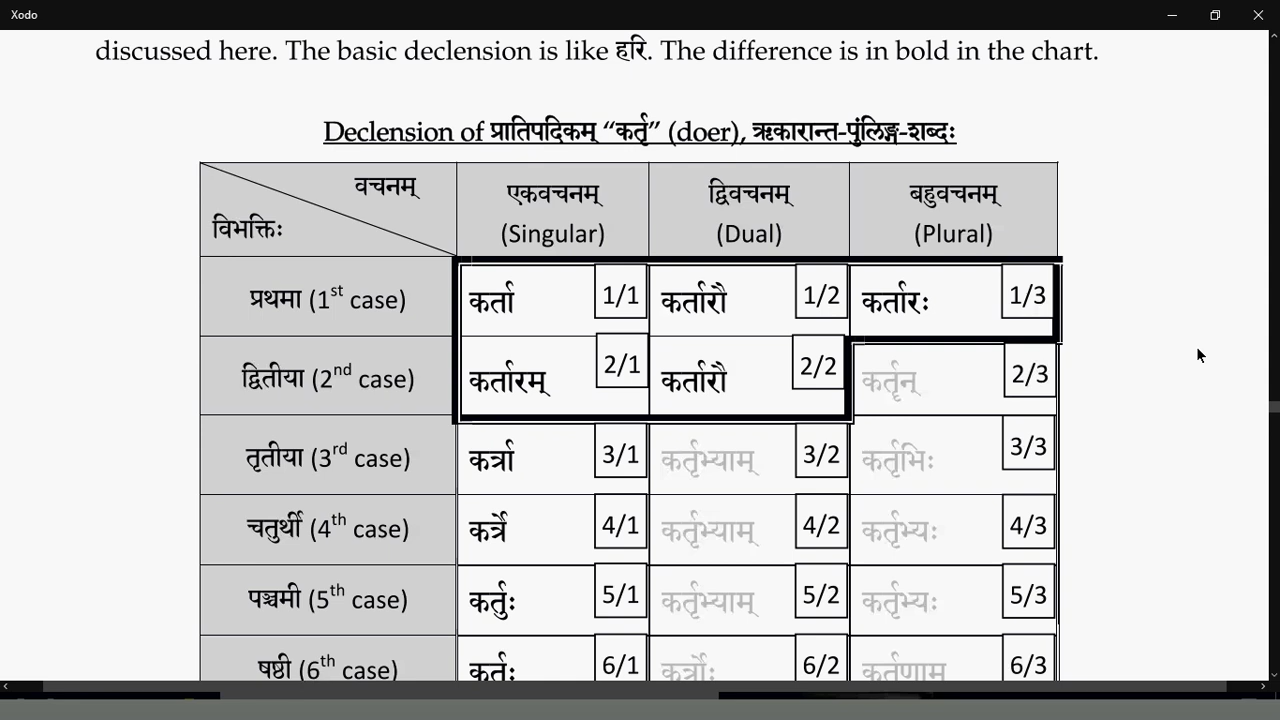 Xodo
discussed here. The basic declension is like हरि. The difference is in bold in the chart.
Declension of प्रातिपदिकम् “कर्तृ” (doer), ऋकारान्त-पुंलिङ्ग-शब्दः
वचनम्
विभक्तिः
एकवचनम् (Singular) द्विवचनम् (Dual) बहुवचनम् (Plural)
प्रथमा (1st case) कर्ता 1/1 कर्तारौ 1/2 कर्तारः 1/3
द्वितीया (2nd case) कर्तारम् 2/1 कर्तारौ 2/2 कर्तॄन् 2/3
तृतीया (3rd case) कर्त्रा 3/1 कर्तृभ्याम् 3/2 कर्तृभिः 3/3
चतुर्थी (4th case) कर्त्रे 4/1 कर्तृभ्याम् 4/2 कर्तृभ्यः 4/3
पञ्चमी (5th case) कर्तुः 5/1 कर्तृभ्याम् 5/2 कर्तृभ्यः 5/3
षष्ठी (6th case) कर्तुः 6/1 कर्त्रोः 6/2 कर्तॄणाम् 6/3